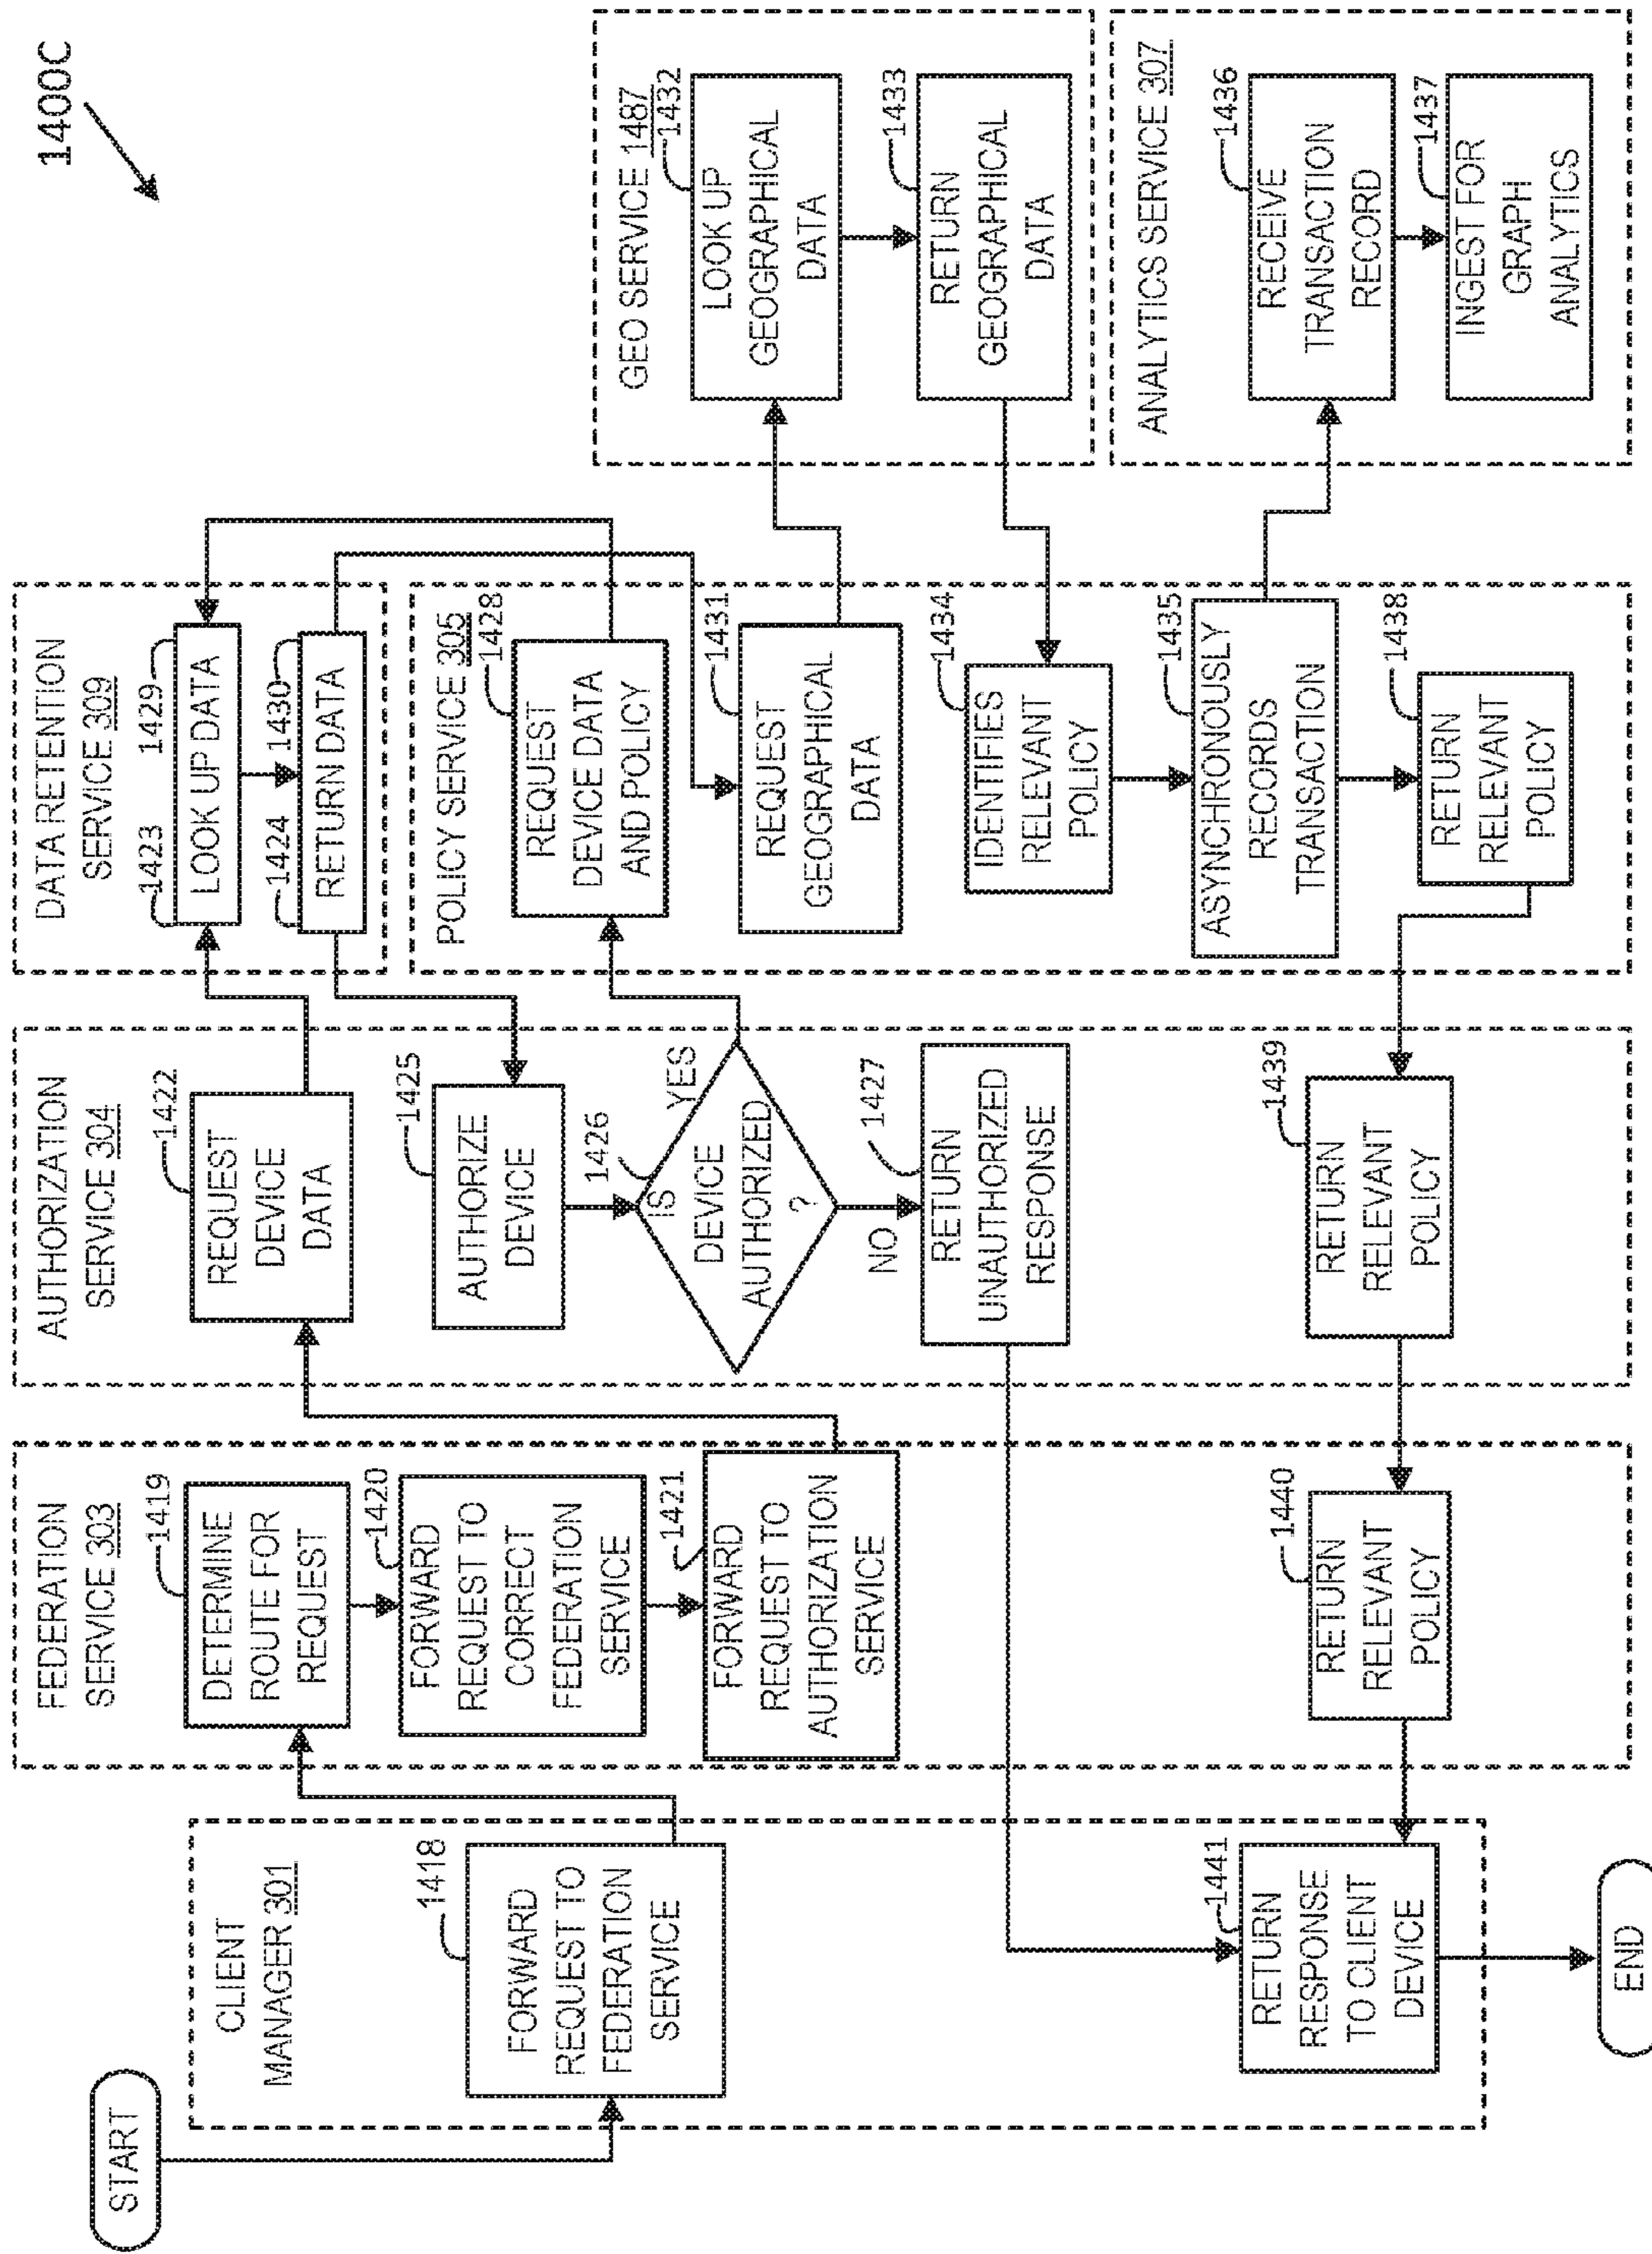 1400C
START
CLIENT
MANAGER 301
1418
FORWARD
REQUEST TO
FEDERATION
SERVICE
1441
RETURN
RESPONSE
TO CLIENT
DEVICE
END
FEDERATION
SERVICE 303
1419
DETERMINE
ROUTE FOR
REQUEST
1420
FORWARD
REQUEST TO
CORRECT
FEDERATION
SERVICE
1421
FORWARD
REQUEST TO
AUTHORIZATION
SERVICE
1440
RETURN
RELEVANT
POLICY
AUTHORIZATION
SERVICE 304
1422
REQUEST
DEVICE
DATA
1425
AUTHORIZE
DEVICE
1426
IS
DEVICE
AUTHORIZED
?
YES
NO
1427
RETURN
UNAUTHORIZED
RESPONSE
1439
RETURN
RELEVANT
POLICY
DATA RETENTION
SERVICE 309
1423
1429
LOOK UP DATA
1424
1430
RETURN DATA
POLICY SERVICE 305
1428
REQUEST
DEVICE DATA
AND POLICY
1431
REQUEST
GEOGRAPHICAL
DATA
1434
IDENTIFIES
RELEVANT
POLICY
1435
ASYNCHRONOUSLY
RECORDS
TRANSACTION
1438
RETURN
RELEVANT
POLICY
GEO SERVICE 1487
1432
LOOK UP
GEOGRAPHICAL
DATA
1433
RETURN
GEOGRAPHICAL
DATA
ANALYTICS SERVICE 307
1436
RECEIVE
TRANSACTION
RECORD
1437
INGEST FOR
GRAPH
ANALYTICS